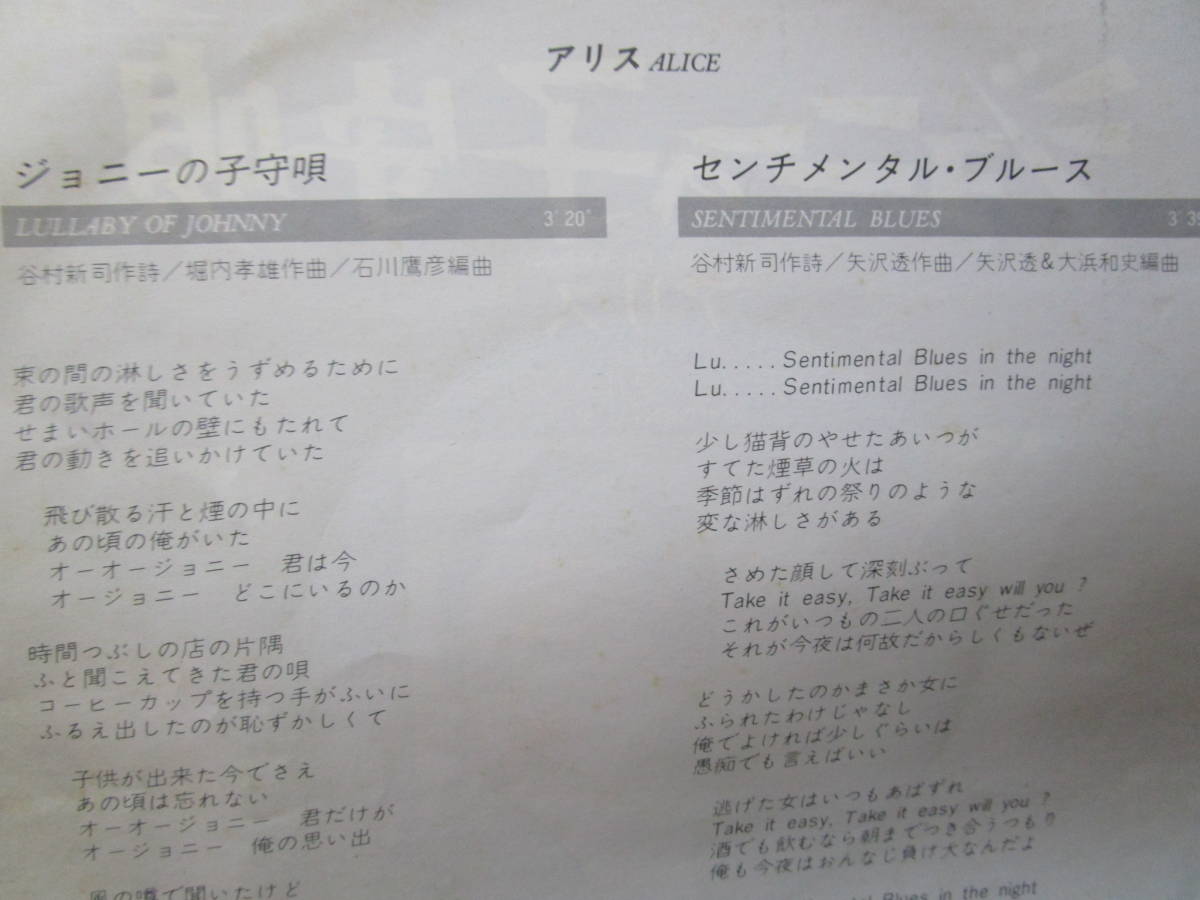 アリス ALICE
ジョニーの子守唄
LULLABY OF JOHNNY 3'20"
谷村新司作詩／堀内孝雄作曲／石川鷹彦編曲
束の間の淋しさをうずめるために
君の歌声を聞いていた
せまいホールの壁にもたれて
君の動きを追いかけていた
飛び散る汗と煙の中に
あの頃の俺がいた
オーオージョニー 君は今
オージョニー どこにいるのか
時間つぶしの店の片隅
ふと聞こえてきた君の唄
コーヒーカップを持つ手がふいに
ふるえ出したのが恥ずかしくて
子供が出来た今でさえ
あの頃は忘れない
オーオージョニー 君だけが
オージョニー 俺の思い出
風の噂で聞いたけど
センチメンタル・ブルース
SENTIMENTAL BLUES 3'3
谷村新司作詩／矢沢透作曲／矢沢透＆大浜和史編曲
Lu.....Sentimental Blues in the night
Lu.....Sentimental Blues in the night
少し猫背のやせたあいつが
すてた煙草の火は
季節はずれの祭りのような
変な淋しさがある
さめた顔して深刻ぶって
Take it easy, Take it easy will you ?
これがいつもの二人の口ぐせだった
それが今夜は何故だからしくもないぜ
どうかしたのかまさか女に
ふられたわけじゃなし
俺でよければ少しぐらいは
愚痴でも言えばいい
逃げた女はいつもあばずれ
Take it easy, Take it easy will you ?
酒でも飲むなら朝までつき合うつもり
俺も今夜はおんなじ負け犬なんだよ
Blues in the night